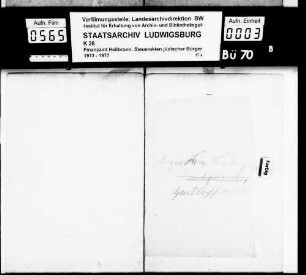 Aufn. Film
0565
Verfilmungsstelle: Landesarchivdirektion BW
-Institut für Erhaltung von Archiv- und Bibliotheksgut-
STAATSARCHIV LUDWIGSBURG
K 26
Finanzamt Heilbronn, Steuerakten jüdischer Bürger
1913 - 1977
Aufn. Einheit
0003
Bü 70